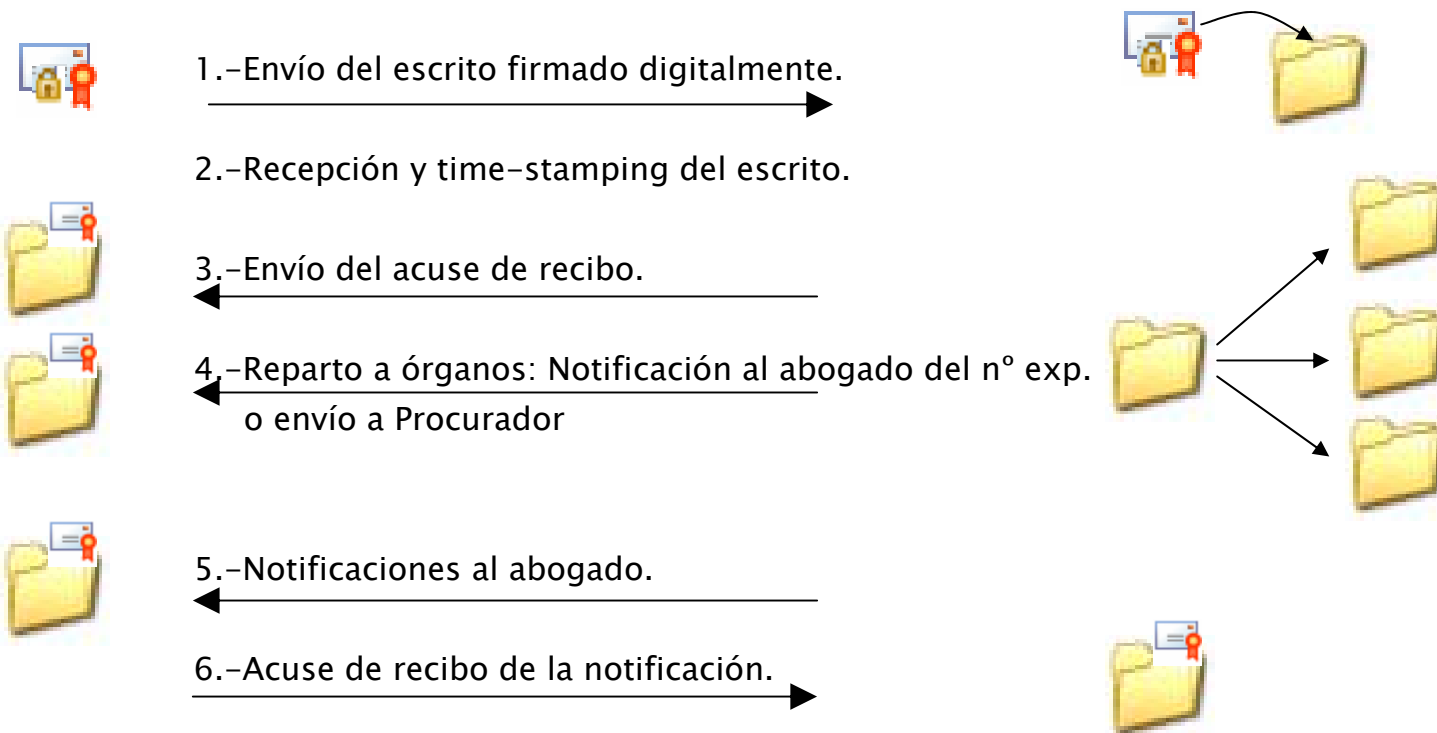 1.-Envío del escrito firmado digitalmente.
2.-Recepción y time-stamping del escrito.
3.-Envío del acuse de recibo.
4.-Reparto a órganos: Notificación al abogado del nº exp.
o envío a Procurador
5.-Notificaciones al abogado.
6.-Acuse de recibo de la notificación.